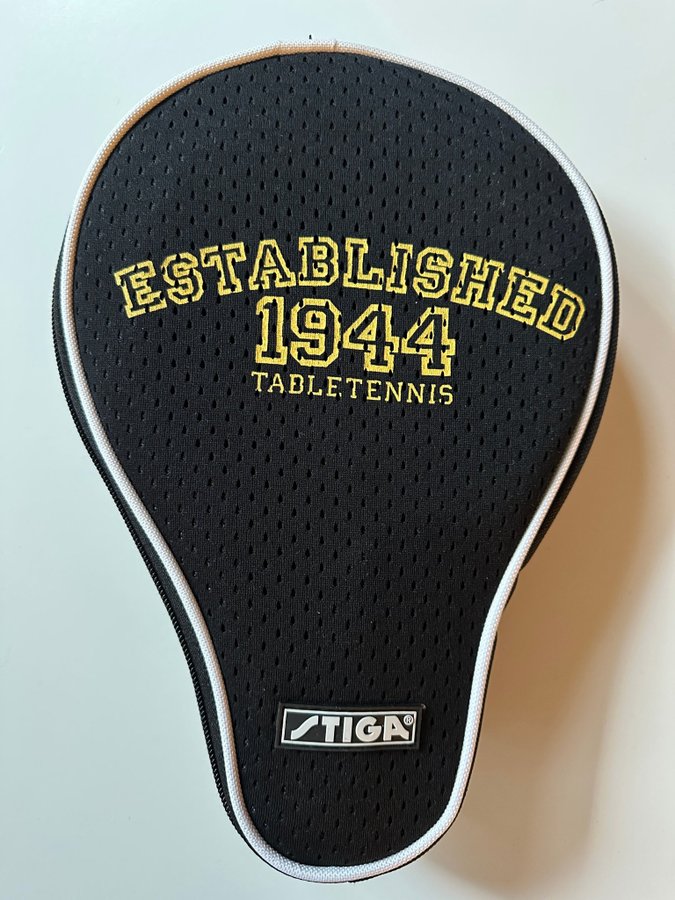 ESTABLISHED
1944
TABLETENNIS
STIGA®